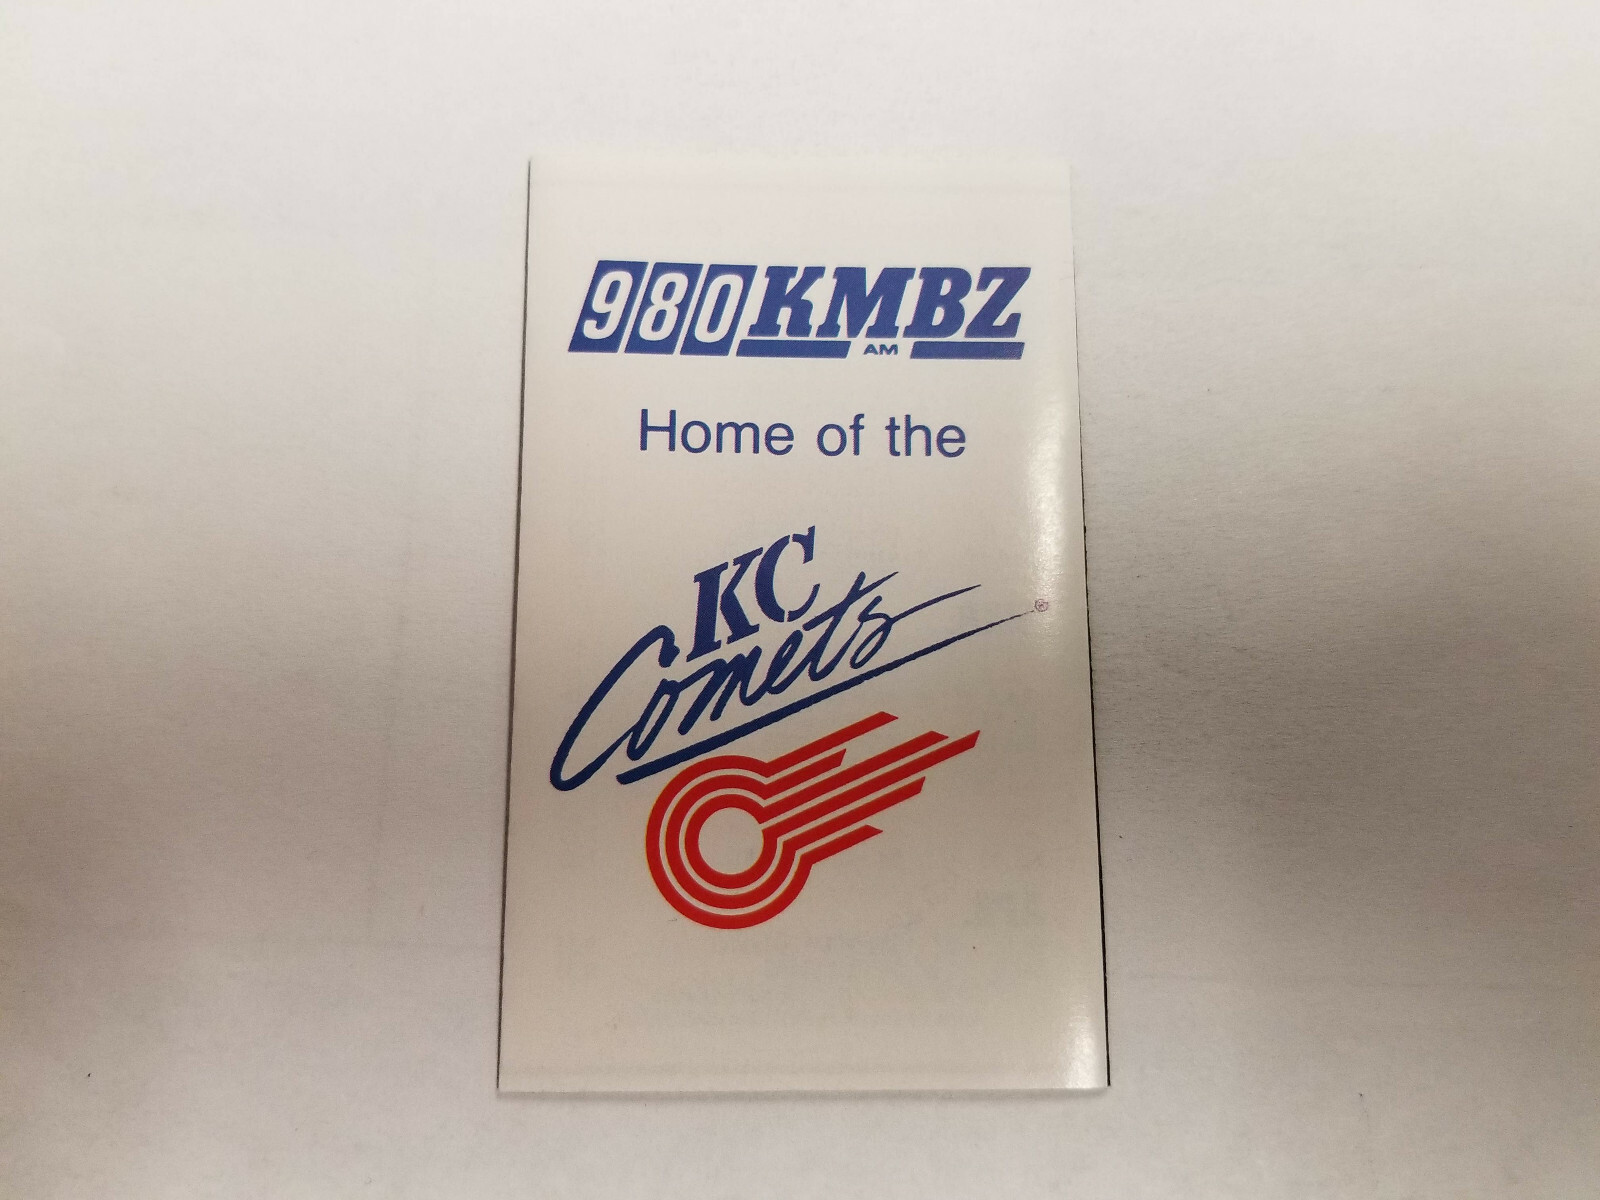 980 KMBZ
AM
Home of the
KC
Comets ®